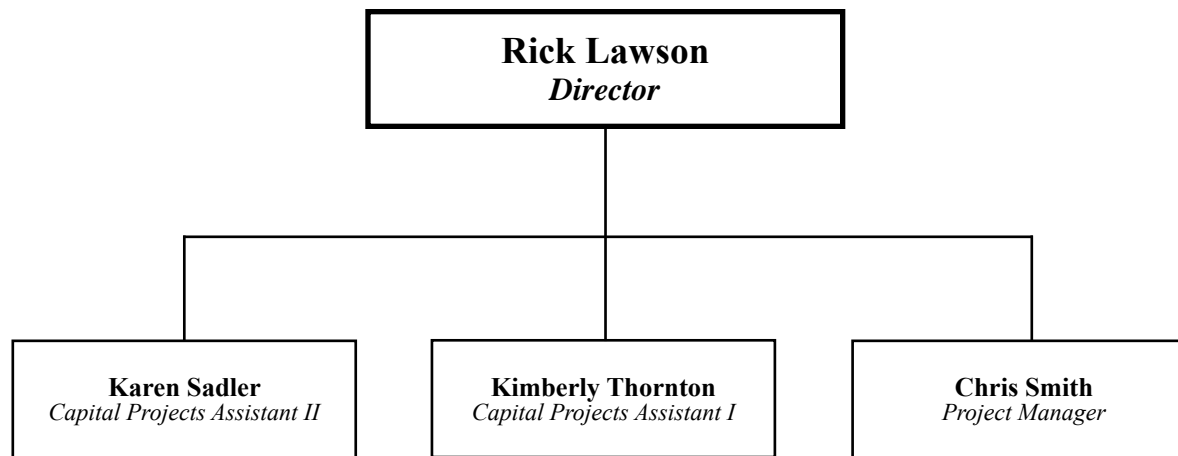 Rick Lawson
Director
Karen Sadler
Capital Projects Assistant II
Kimberly Thornton
Capital Projects Assistant I
Chris Smith
Project Manager